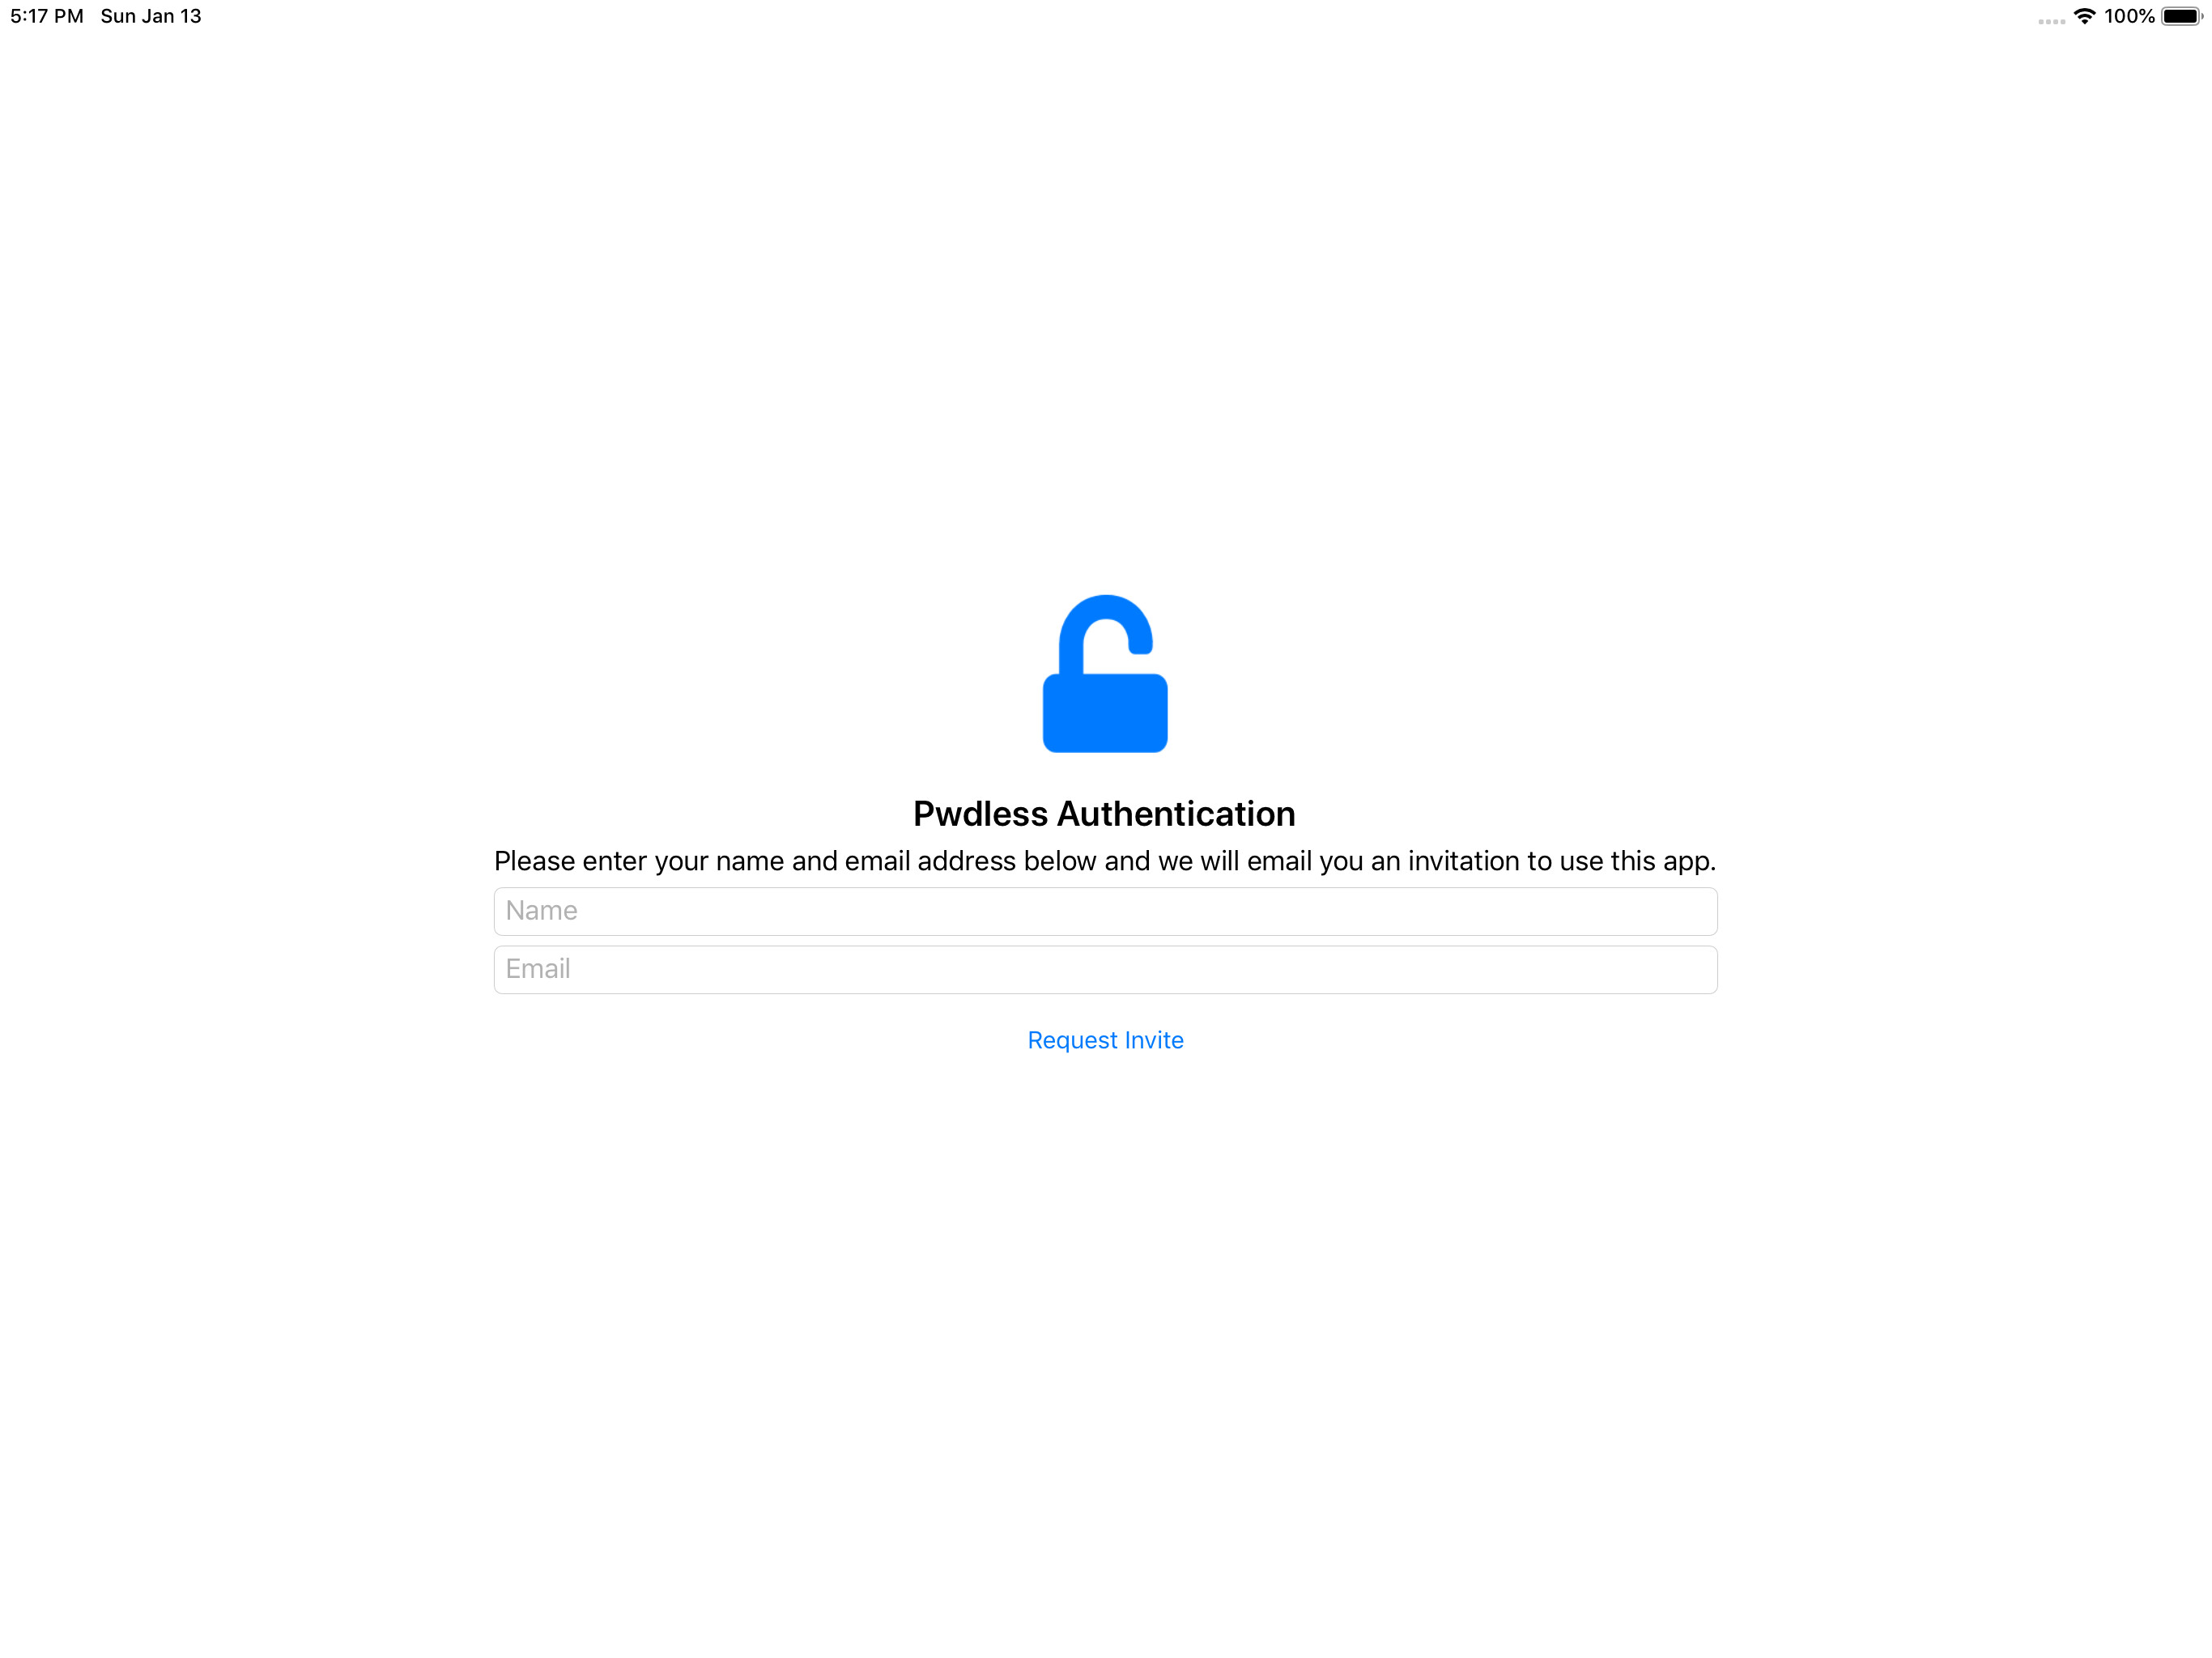 5:17 PM Sun Jan 13 100%
Pwdless Authentication
Please enter your name and email address below and we will email you an invitation to use this app.
Name
Email
Request Invite